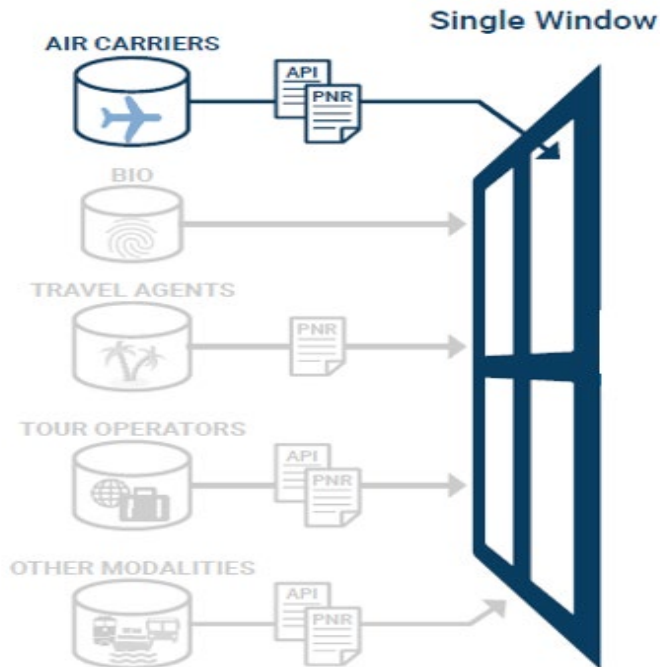 Single Window
AIR CARRIERS
API
PNR
BIO
TRAVEL AGENTS
PNR
TOUR OPERATORS
API
PNR
OTHER MODALITIES
API
PNR